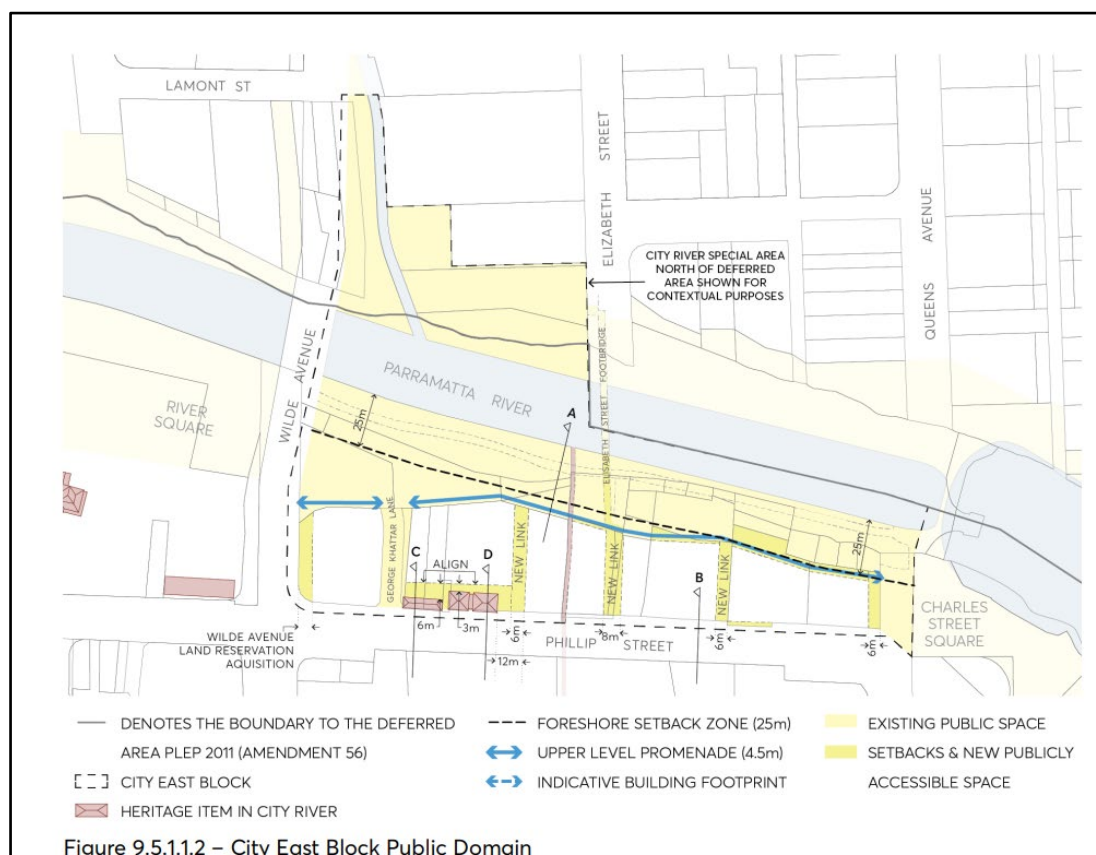 LAMONT ST
ELIZABETH STREET
QUEENS AVENUE
CITY RIVER SPECIAL AREA
NORTH OF DEFERRED
AREA SHOWN FOR
CONTEXTUAL PURPOSES
WILDE AVENUE
PARRAMATTA RIVER
ELISABETH STREET FOOTBRIDGE
RIVER
SQUARE
25m
A
GEORGE KHATTAR LANE
C
ALIGN
D
NEW LINK
NEW LINK
NEW LINK
B
25m
6m
3m
6m
8m
6m
6m
12m
PHILLIP STREET
CHARLES
STREET
SQUARE
WILDE AVENUE
LAND RESERVATION
AQUISITION
DENOTES THE BOUNDARY TO THE DEFERRED
AREA PLEP 2011 (AMENDMENT 56)
CITY EAST BLOCK
HERITAGE ITEM IN CITY RIVER
FORESHORE SETBACK ZONE (25m)
UPPER LEVEL PROMENADE (4.5m)
INDICATIVE BUILDING FOOTPRINT
EXISTING PUBLIC SPACE
SETBACKS & NEW PUBLICLY
ACCESSIBLE SPACE
Figure 9.5.1.1.2 – City East Block Public Domain